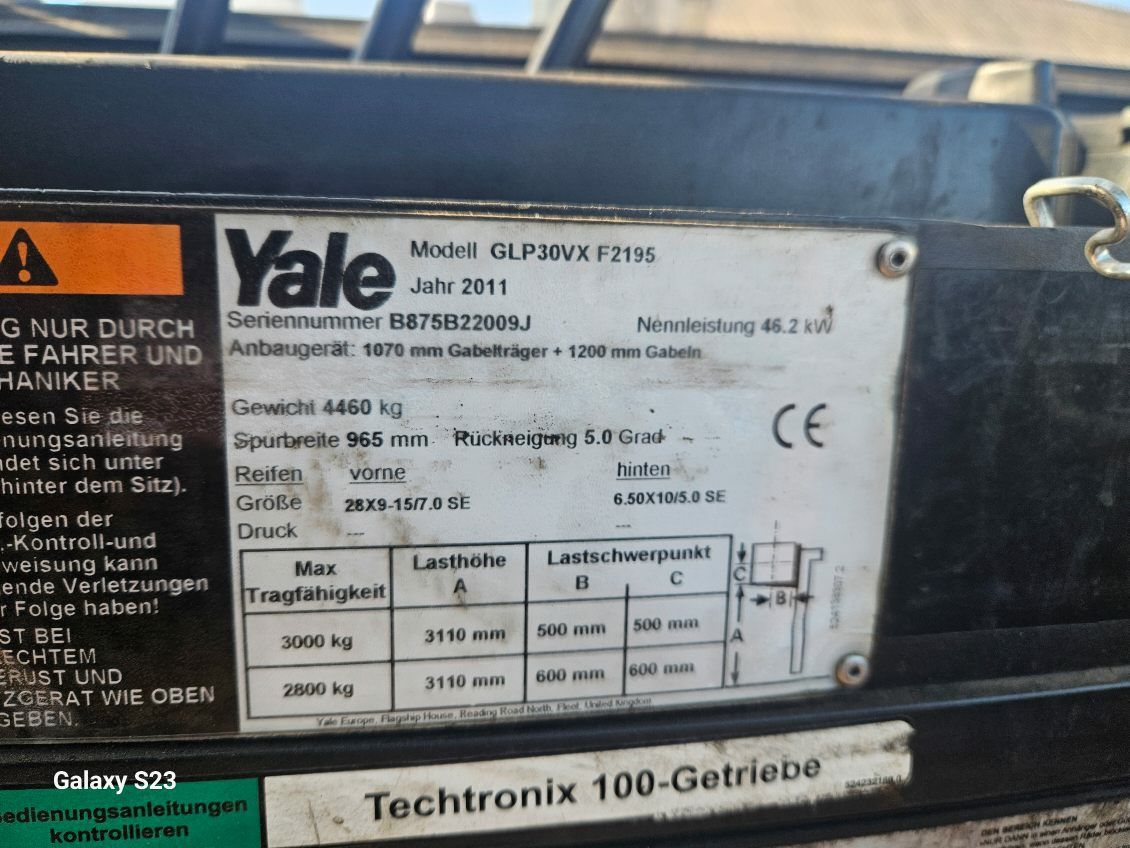 Yale
Modell GLP30VX F2195
Jahr 2011
Seriennummer B875B22009J
Nennleistung 46.2 kW
Anbaugerät: 1070 mm Gabelträger + 1200 mm Gabeln
Gewicht 4460 kg
Spurbreite 965 mm Rückneigung 5.0 Grad
CE
Reifen vorne hinten
Größe 28X9-15/7.0 SE 6.50X10/5.0 SE
Druck --- ---
Max Tragfähigkeit Lasthöhe A Lastschwerpunkt B C
3000 kg 3110 mm 500 mm 500 mm
2800 kg 3110 mm 600 mm 600 mm
C
B
A
Yale Europe, Flagship House, Reading Road North, Fleet, United Kingdom
G NUR DURCH
E FAHRER UND
HANIKER
esen Sie die
nungsanleitung
ndet sich unter
hinter dem Sitz).
folgen der
.-Kontroll-und
weisung kann
ende Verletzungen
r Folge haben!
ST BEI
ECHTEM
ERUST UND
ZGERAT WIE OBEN
GEBEN.
Galaxy S23
Bedienungsanleitungen
kontrollieren
Techtronix 100-Getriebe
DEN BEREICH KENNEN